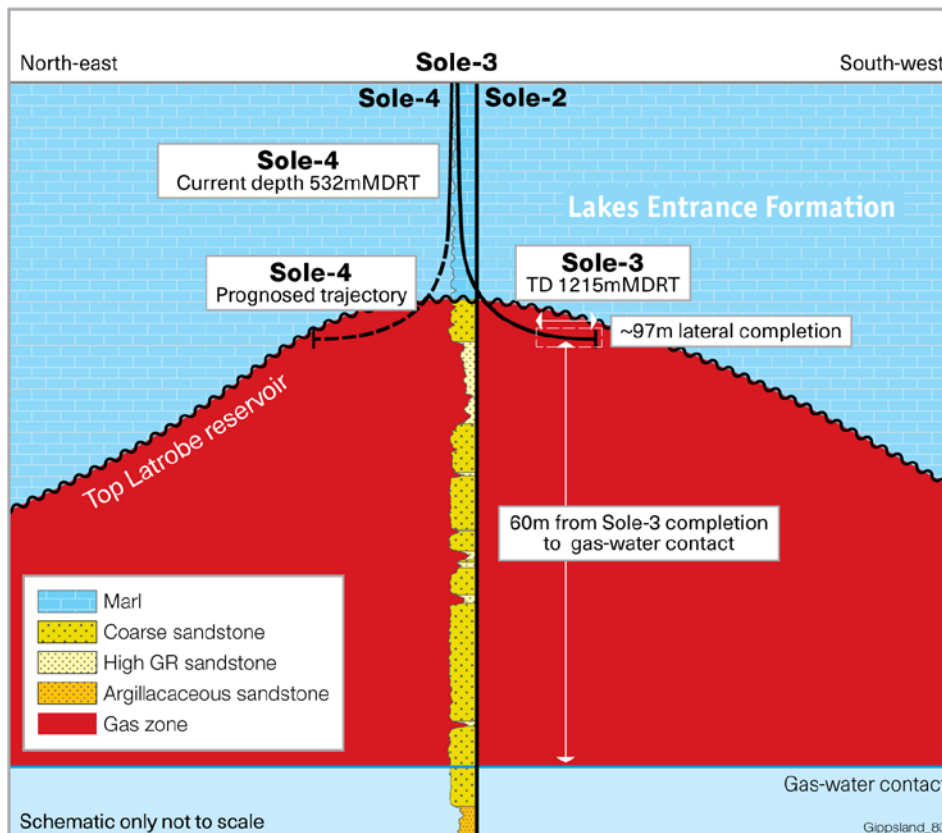 North-east
Sole-3
South-west
Sole-4
Sole-2
Sole-4
Current depth 532mMDRT
Lakes Entrance Formation
Sole-4
Prognosed trajectory
Sole-3
TD 1215mMDRT
~97m lateral completion
Top Latrobe reservoir
60m from Sole-3 completion
to gas-water contact
Marl
Coarse sandstone
High GR sandstone
Argillacaceous sandstone
Gas zone
Gas-water contact
Schematic only not to scale